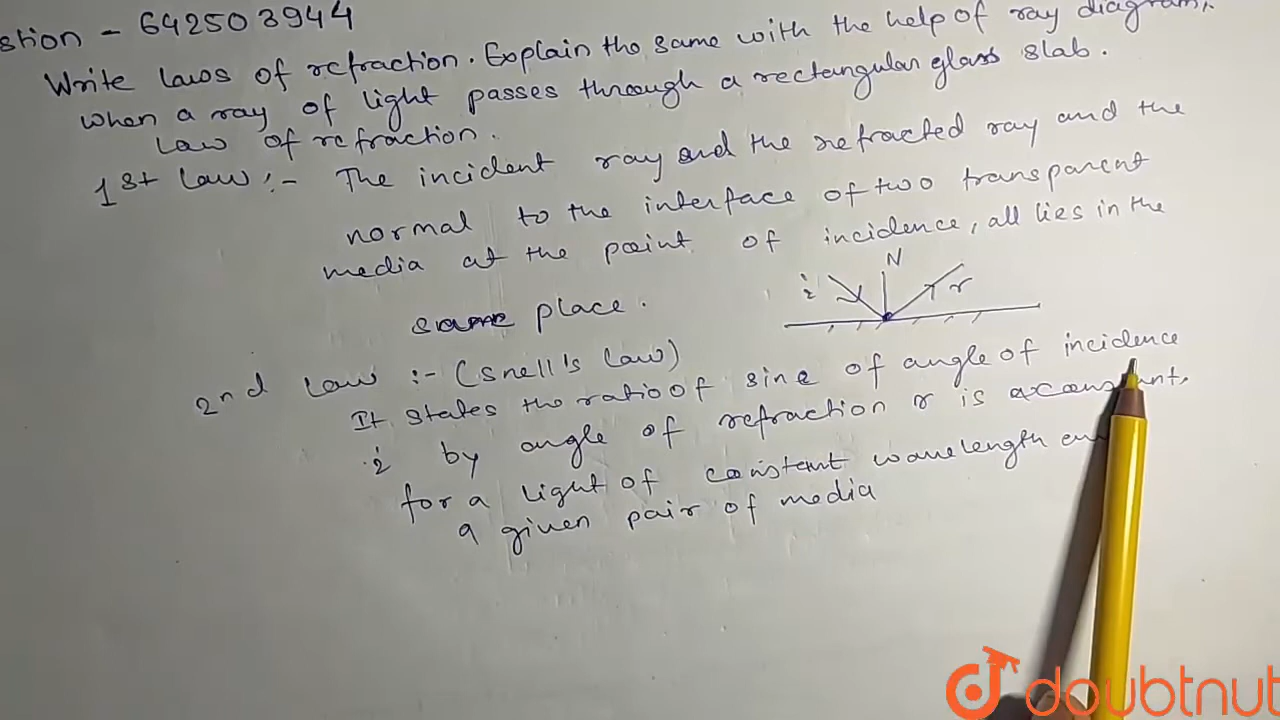 stion - 642503944
Write laws of refraction. Explain the same with the help of ray diagram,
when a ray of light passes through a rectangular glass slab.
Law of refraction.
1st law :- The incident ray and the refracted ray and the
normal to the interface of two transparent
media at the point of incidence, all lies in the
same place.
N
i r
2nd law :- (Snell's law)
It states the ratio of sine of angle of incidence
i by angle of refraction r is a constant,
for a light of constant wavelength
a given pair of media
doubtnut